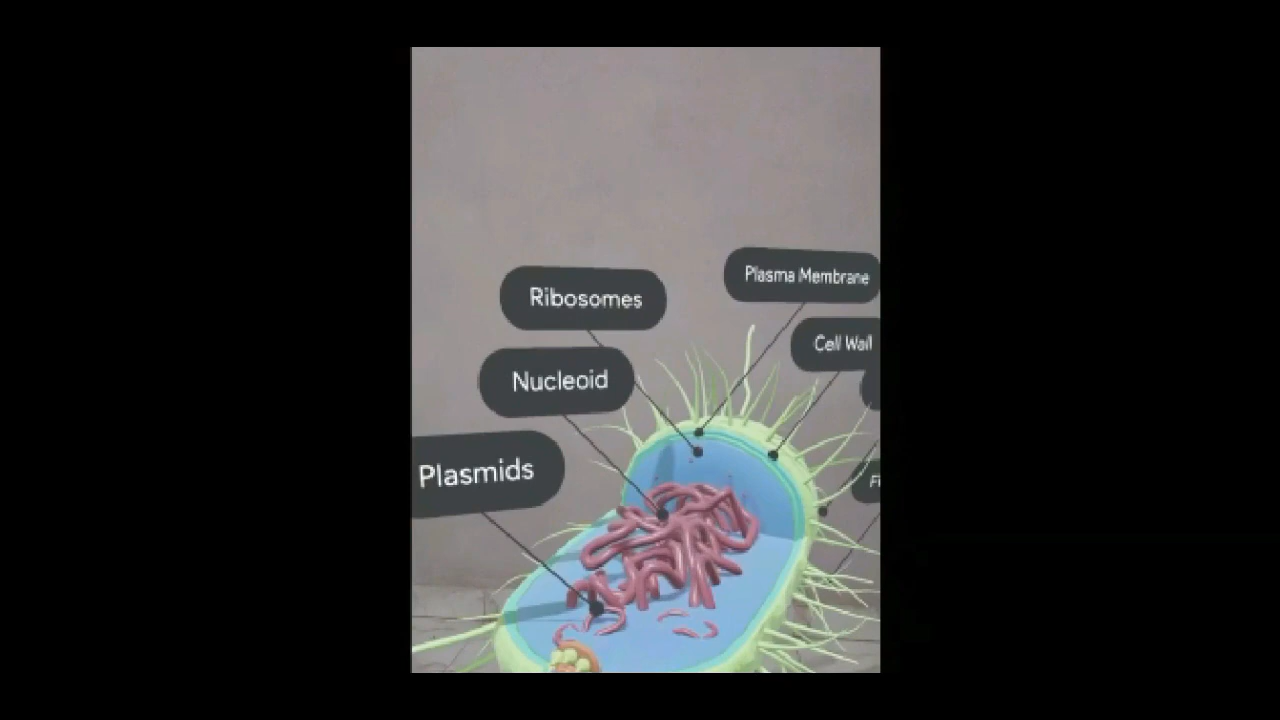 Plasma Membrane
Ribosomes
Cell Wall
Nucleoid
Plasmids